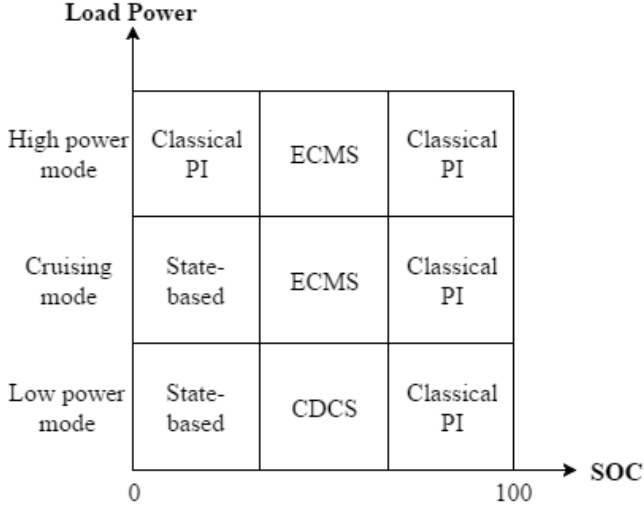 Load Power
High power
mode
Classical
PI
ECMS
Classical
PI
Cruising
mode
State-
based
ECMS
Classical
PI
Low power
mode
State-
based
CDCS
Classical
PI
0
100
SOC